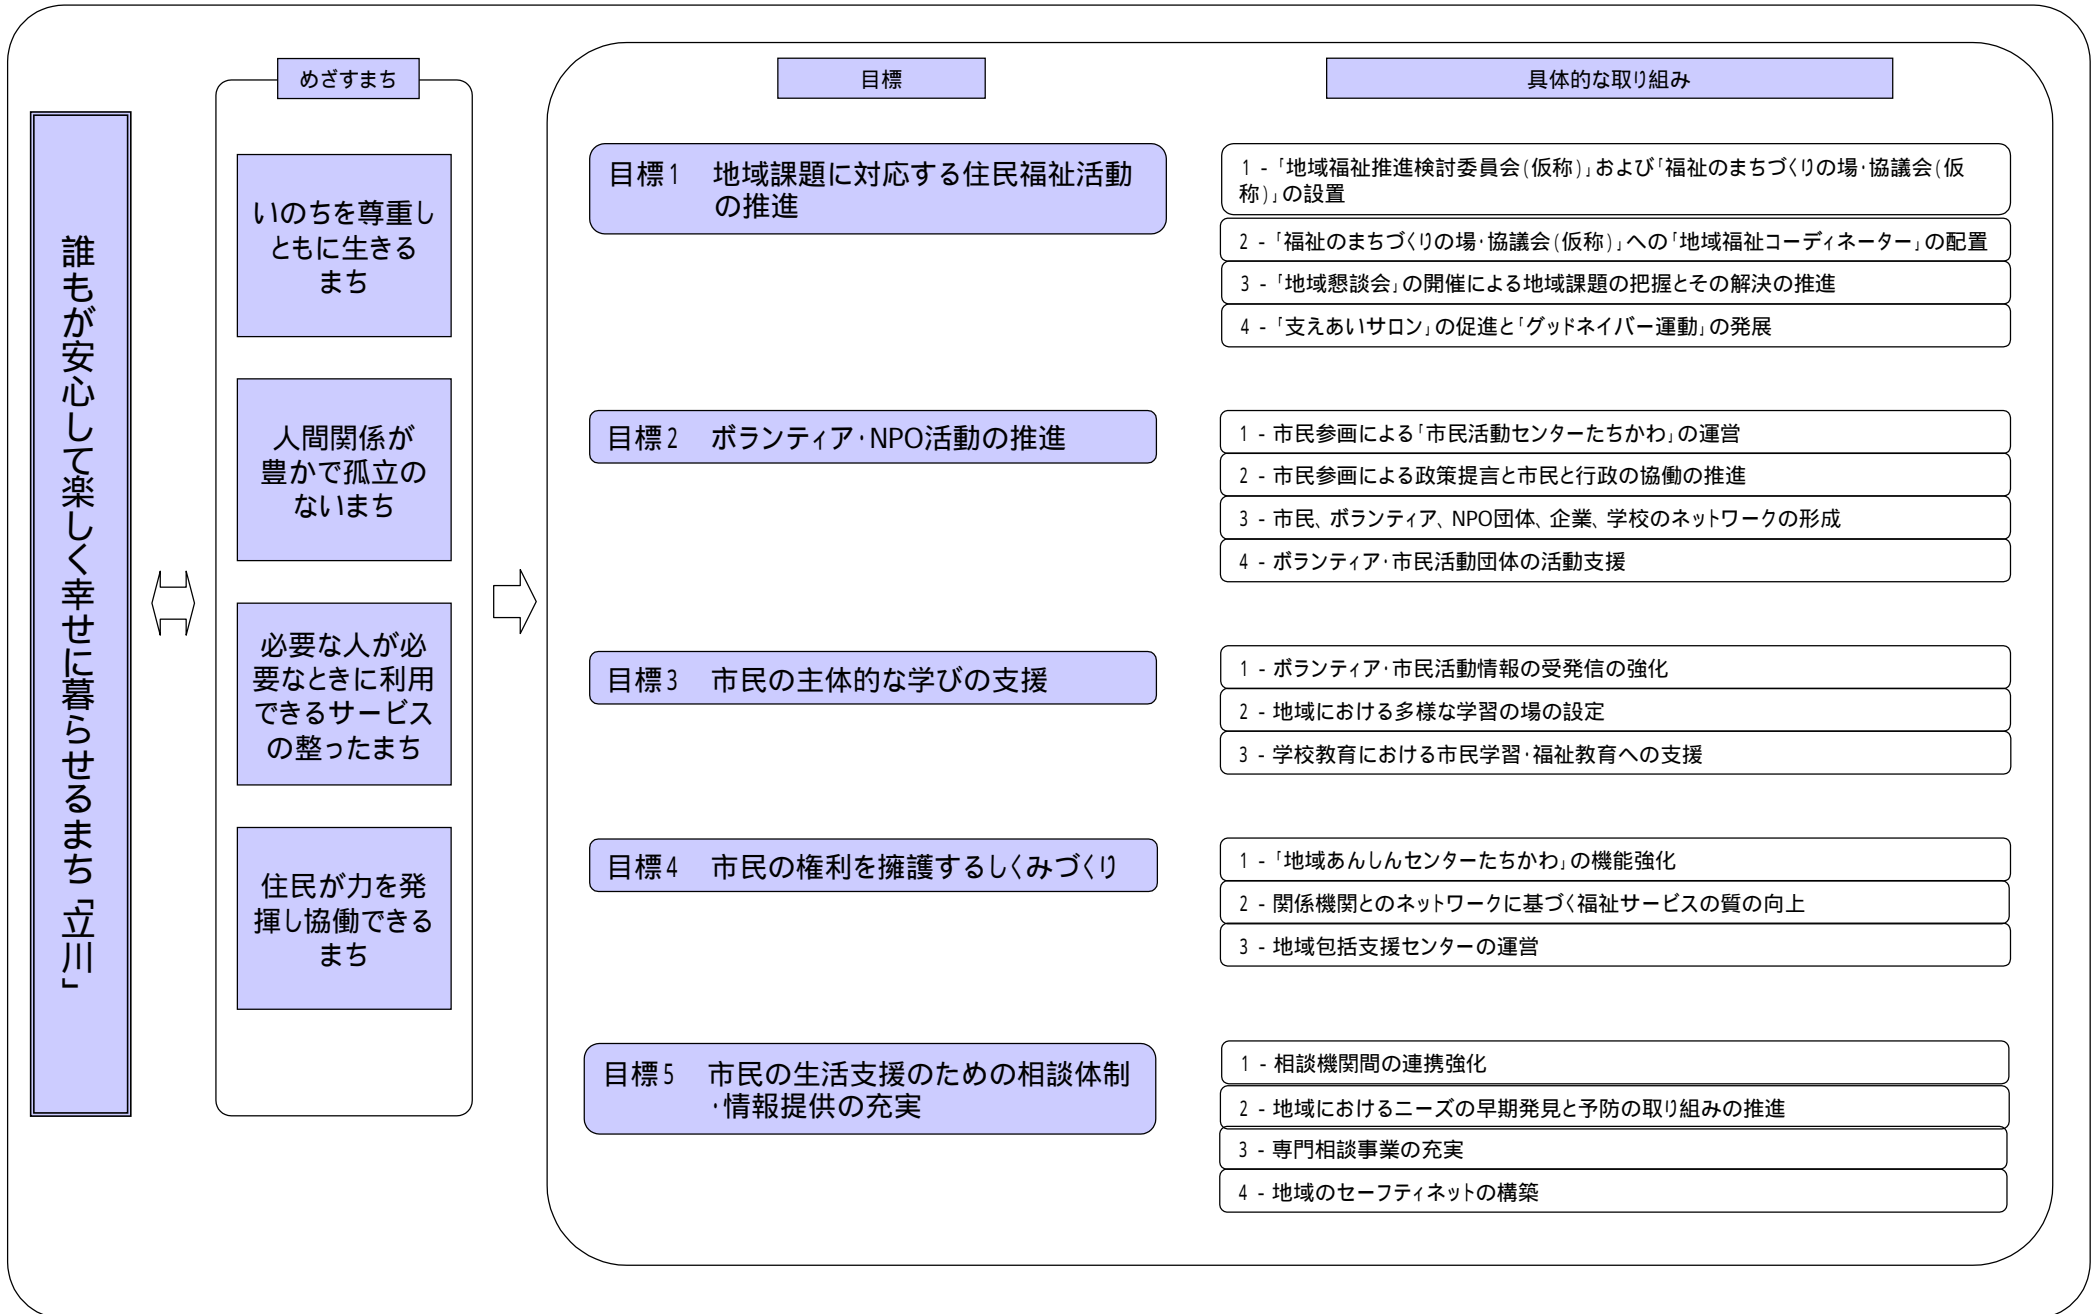 誰もが安心して楽しく幸せに暮らせるまち「立川」
めざすまち
いのちを尊重し
ともに生きる
まち
人間関係が
豊かで孤立の
ないまち
必要な人が必
要なときに利用
できるサービス
の整ったまち
住民が力を発
揮し協働できる
まち
目標
具体的な取り組み
目標1 地域課題に対応する住民福祉活動
の推進
1 - 「地域福祉推進検討委員会(仮称)」および「福祉のまちづくりの場・協議会(仮
称)」の設置
2 - 「福祉のまちづくりの場・協議会(仮称)」への「地域福祉コーディネーター」の配置
3 - 「地域懇談会」の開催による地域課題の把握とその解決の推進
4 - 「支えあいサロン」の促進と「グッドネイバー運動」の発展
目標2 ボランティア・NPO活動の推進
1 - 市民参画による「市民活動センターたちかわ」の運営
2 - 市民参画による政策提言と市民と行政の協働の推進
3 - 市民、ボランティア、NPO団体、企業、学校のネットワークの形成
4 - ボランティア・市民活動団体の活動支援
目標3 市民の主体的な学びの支援
1 - ボランティア・市民活動情報の受発信の強化
2 - 地域における多様な学習の場の設定
3 - 学校教育における市民学習・福祉教育への支援
目標4 市民の権利を擁護するしくみづくり
1 - 「地域あんしんセンターたちかわ」の機能強化
2 - 関係機関とのネットワークに基づく福祉サービスの質の向上
3 - 地域包括支援センターの運営
目標5 市民の生活支援のための相談体制
・情報提供の充実
1 - 相談機関間の連携強化
2 - 地域におけるニーズの早期発見と予防の取り組みの推進
3 - 専門相談事業の充実
4 - 地域のセーフティネットの構築